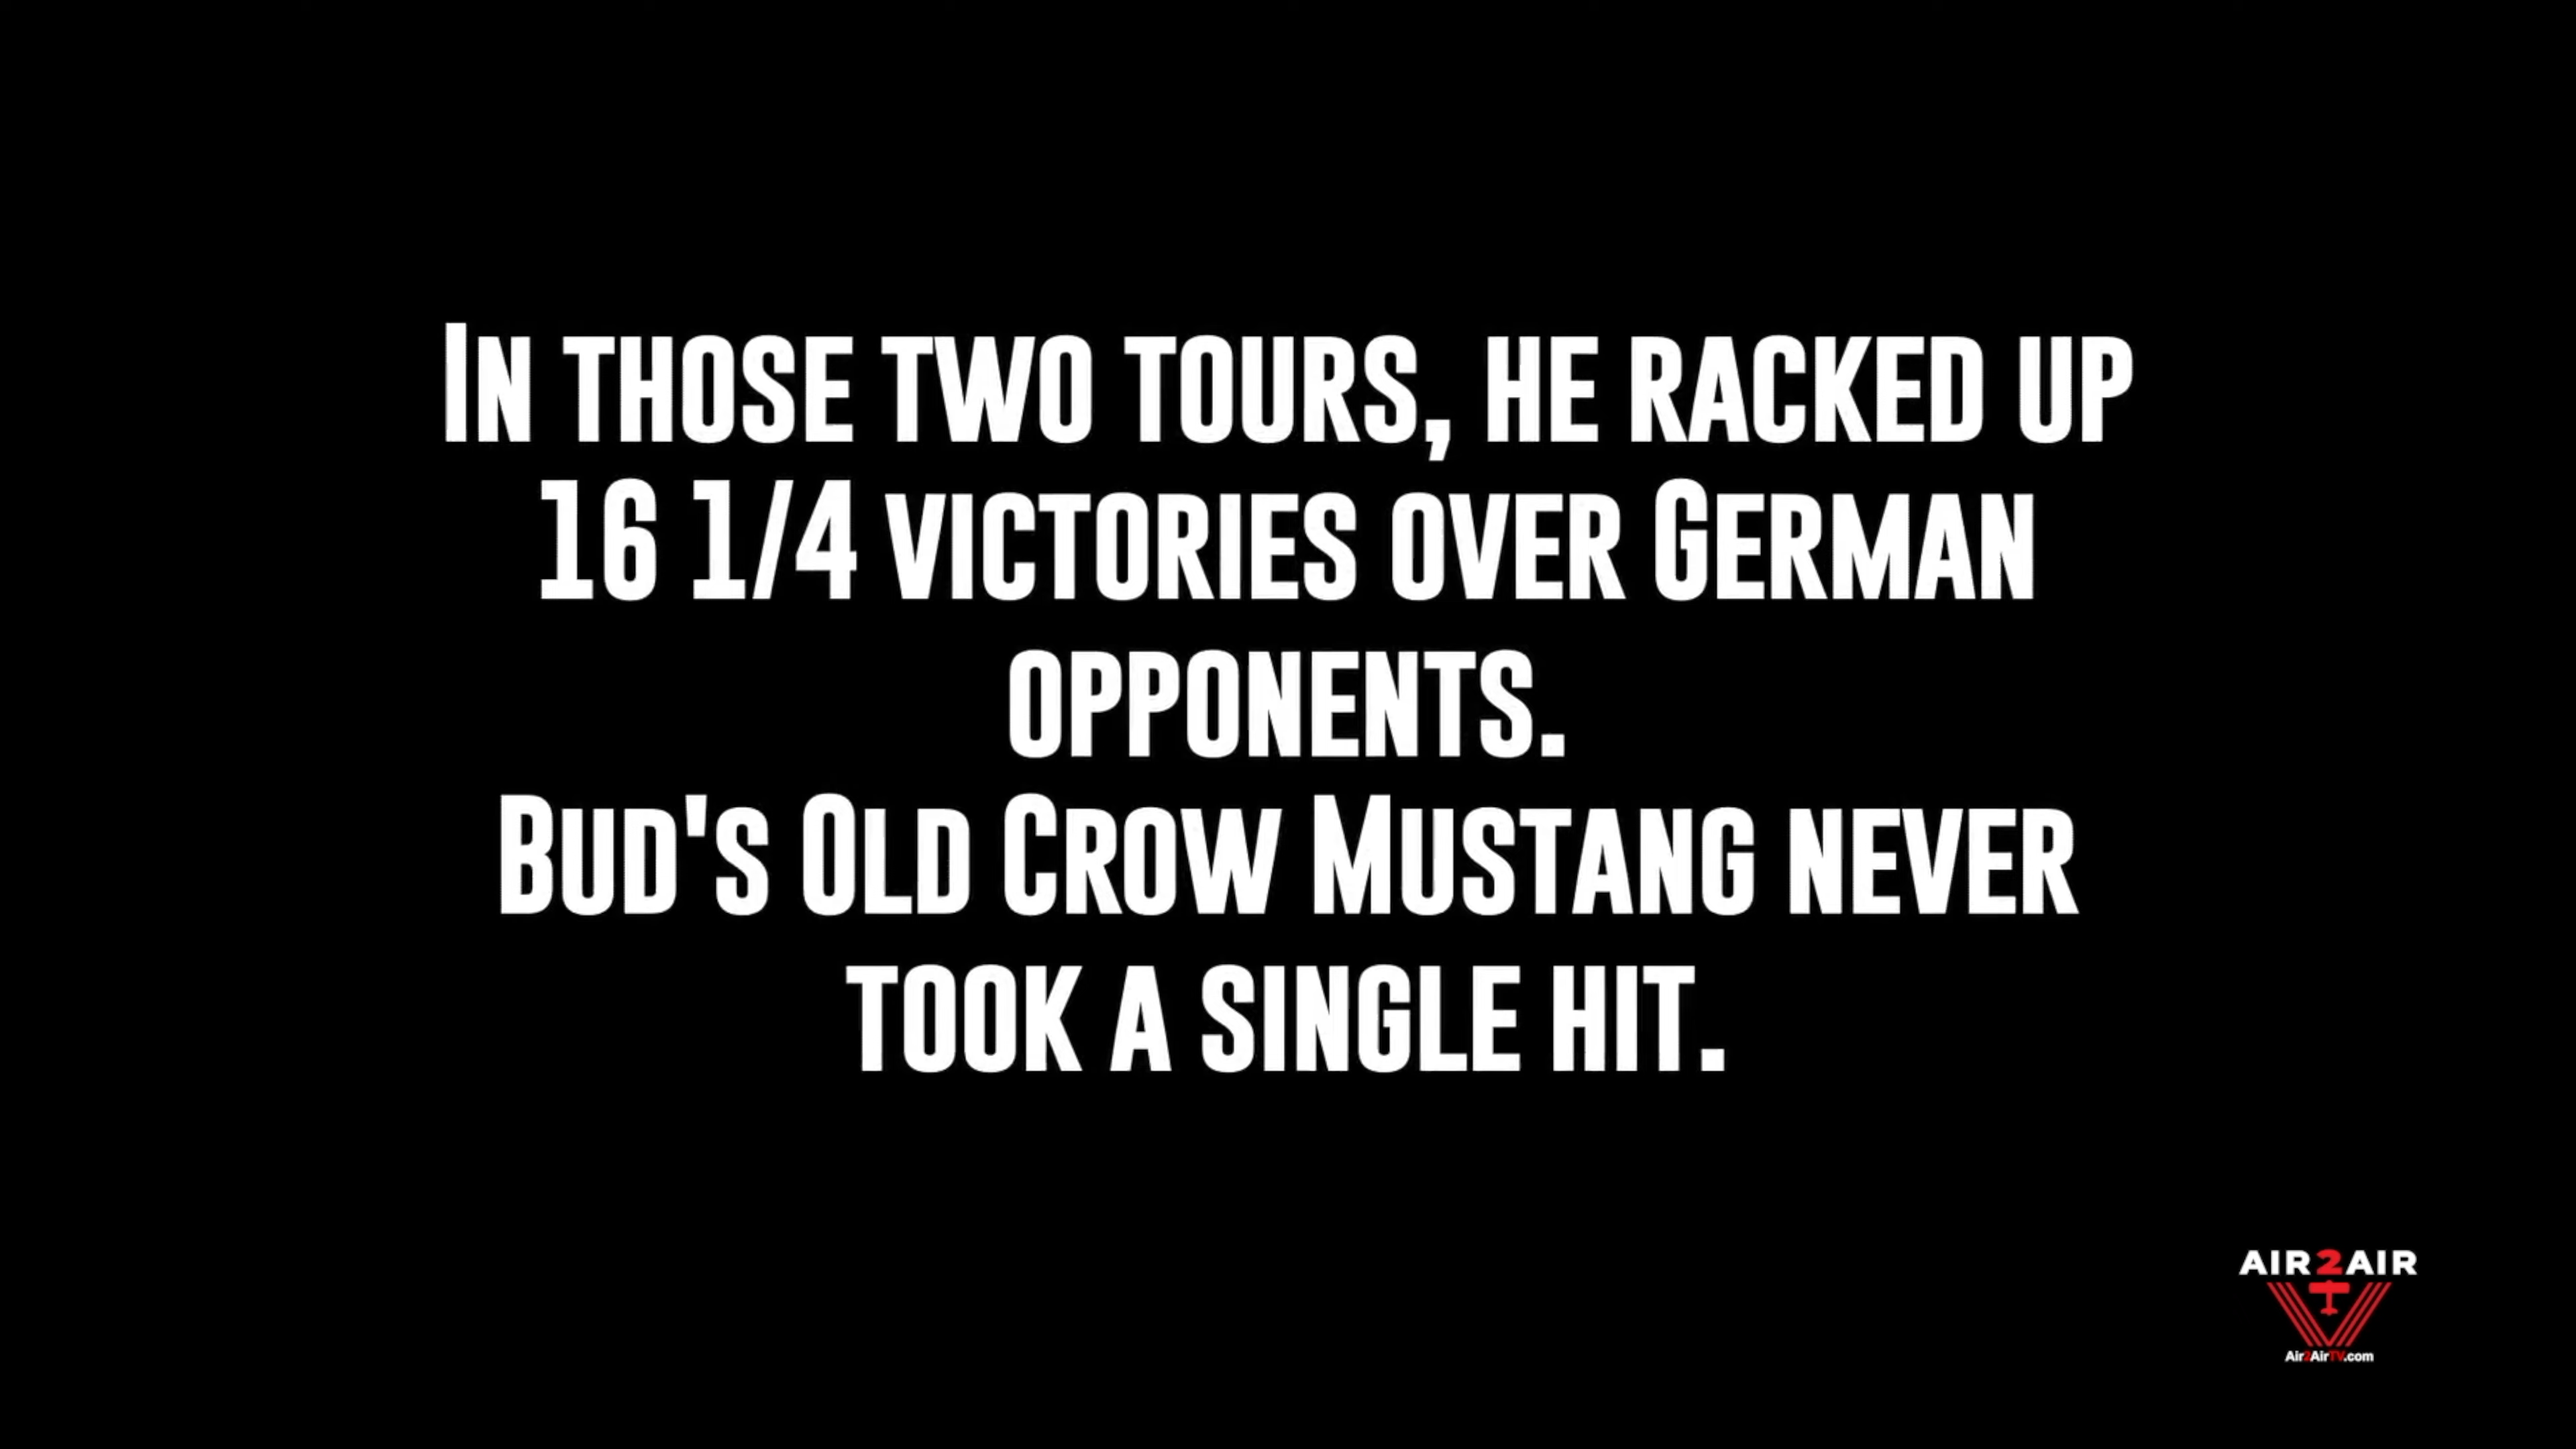 In those two tours, he racked up
16 1/4 victories over German
opponents.
Bud's Old Crow Mustang never
took a single hit.
AIR2AIR
Air2AirTV.com